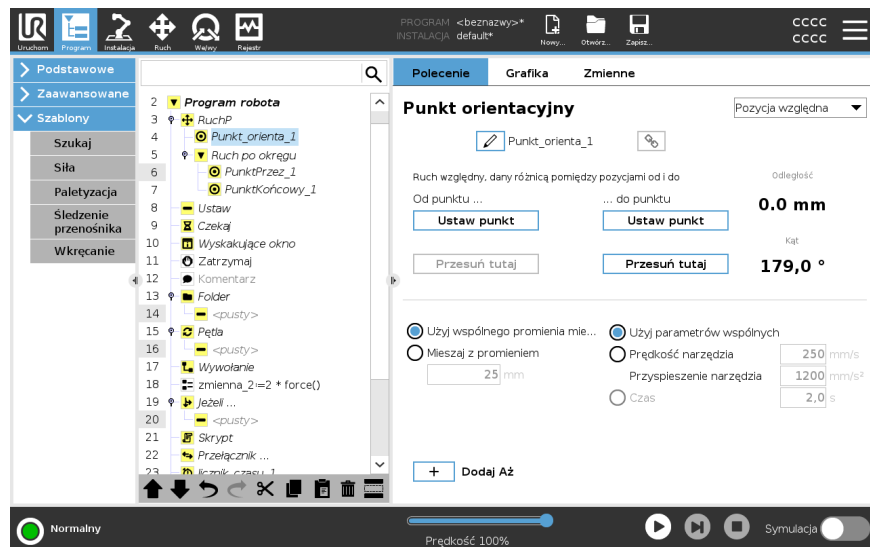 PROGRAM <beznazwy>*
INSTALACJA default*
Uruchom Program Instalacja Ruch We/wy Rejestr Nowy... Otwórz... Zapisz...
CCCC
CCCC
Podstawowe
Zaawansowane
Szablony
Szukaj
Siła
Paletyzacja
Śledzenie
przenośnika
Wkręcanie
2 Program robota
3 RuchP
4 Punkt_orienta_1
5 Ruch po okręgu
6 PunktPrzez_1
7 PunktKońcowy_1
8 Ustaw
9 Czekaj
10 Wyskakujące okno
11 Zatrzymaj
12 Komentarz
13 Folder
14 <pusty>
15 Pętla
16 <pusty>
17 Wywołanie
18 zmienna_2≔2 * force()
19 Jeżeli ...
20 <pusty>
21 Skrypt
22 Przełącznik ...
23 licznik_czasu_1
Polecenie Grafika Zmienne
Punkt orientacyjny
Pozycja względna
Punkt_orienta_1
Ruch względny, dany różnicą pomiędzy pozycjami od i do
Od punktu ... ... do punktu
Ustaw punkt Ustaw punkt
Przesuń tutaj Przesuń tutaj
Odległość
0.0 mm
Kąt
179,0 °
Użyj wspólnego promienia mie...
Mieszaj z promieniem
25 mm
Użyj parametrów wspólnych
Prędkość narzędzia 250 mm/s
Przyspieszenie narzędzia 1200 mm/s²
Czas 2,0 s
+ Dodaj Aż
Normalny
Prędkość 100%
Symulacja